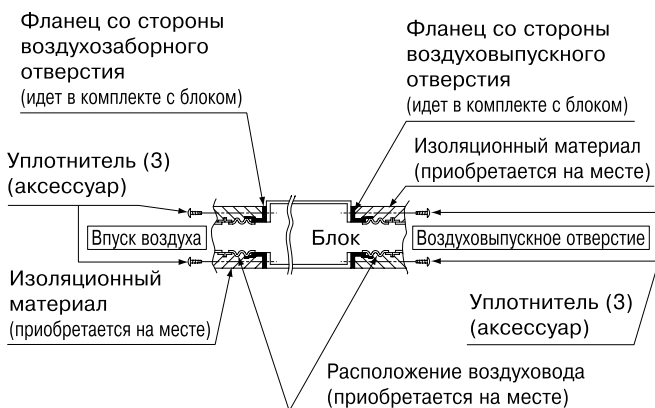 Фланец со стороны
воздухозаборного
отверстия
(идет в комплекте с блоком)
Фланец со стороны
воздуховыпускного
отверстия
(идет в комплекте с блоком)
Изоляционный материал
(приобретается на месте)
Уплотнитель (3)
(аксессуар)
Впуск воздуха
Блок
Воздуховыпускное отверстие
Изоляционный
материал
(приобретается на месте)
Уплотнитель (3)
(аксессуар)
Расположение воздуховода
(приобретается на месте)